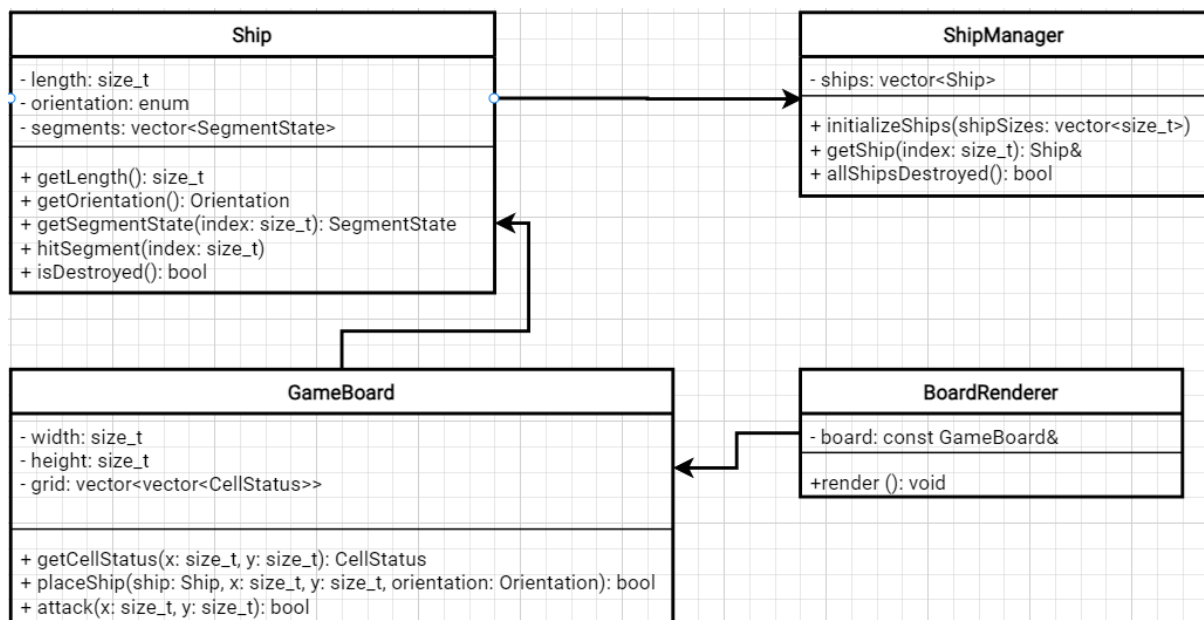 Ship
- length: size_t
- orientation: enum
- segments: vector<SegmentState>
+ getLength(): size_t
+ getOrientation(): Orientation
+ getSegmentState(index: size_t): SegmentState
+ hitSegment(index: size_t)
+ isDestroyed(): bool
ShipManager
- ships: vector<Ship>
+ initializeShips(shipSizes: vector<size_t>)
+ getShip(index: size_t): Ship&
+ allShipsDestroyed(): bool
GameBoard
- width: size_t
- height: size_t
- grid: vector<vector<CellStatus>>
+ getCellStatus(x: size_t, y: size_t): CellStatus
+ placeShip(ship: Ship, x: size_t, y: size_t, orientation: Orientation): bool
+ attack(x: size_t, y: size_t): bool
BoardRenderer
- board: const GameBoard&
+render (): void